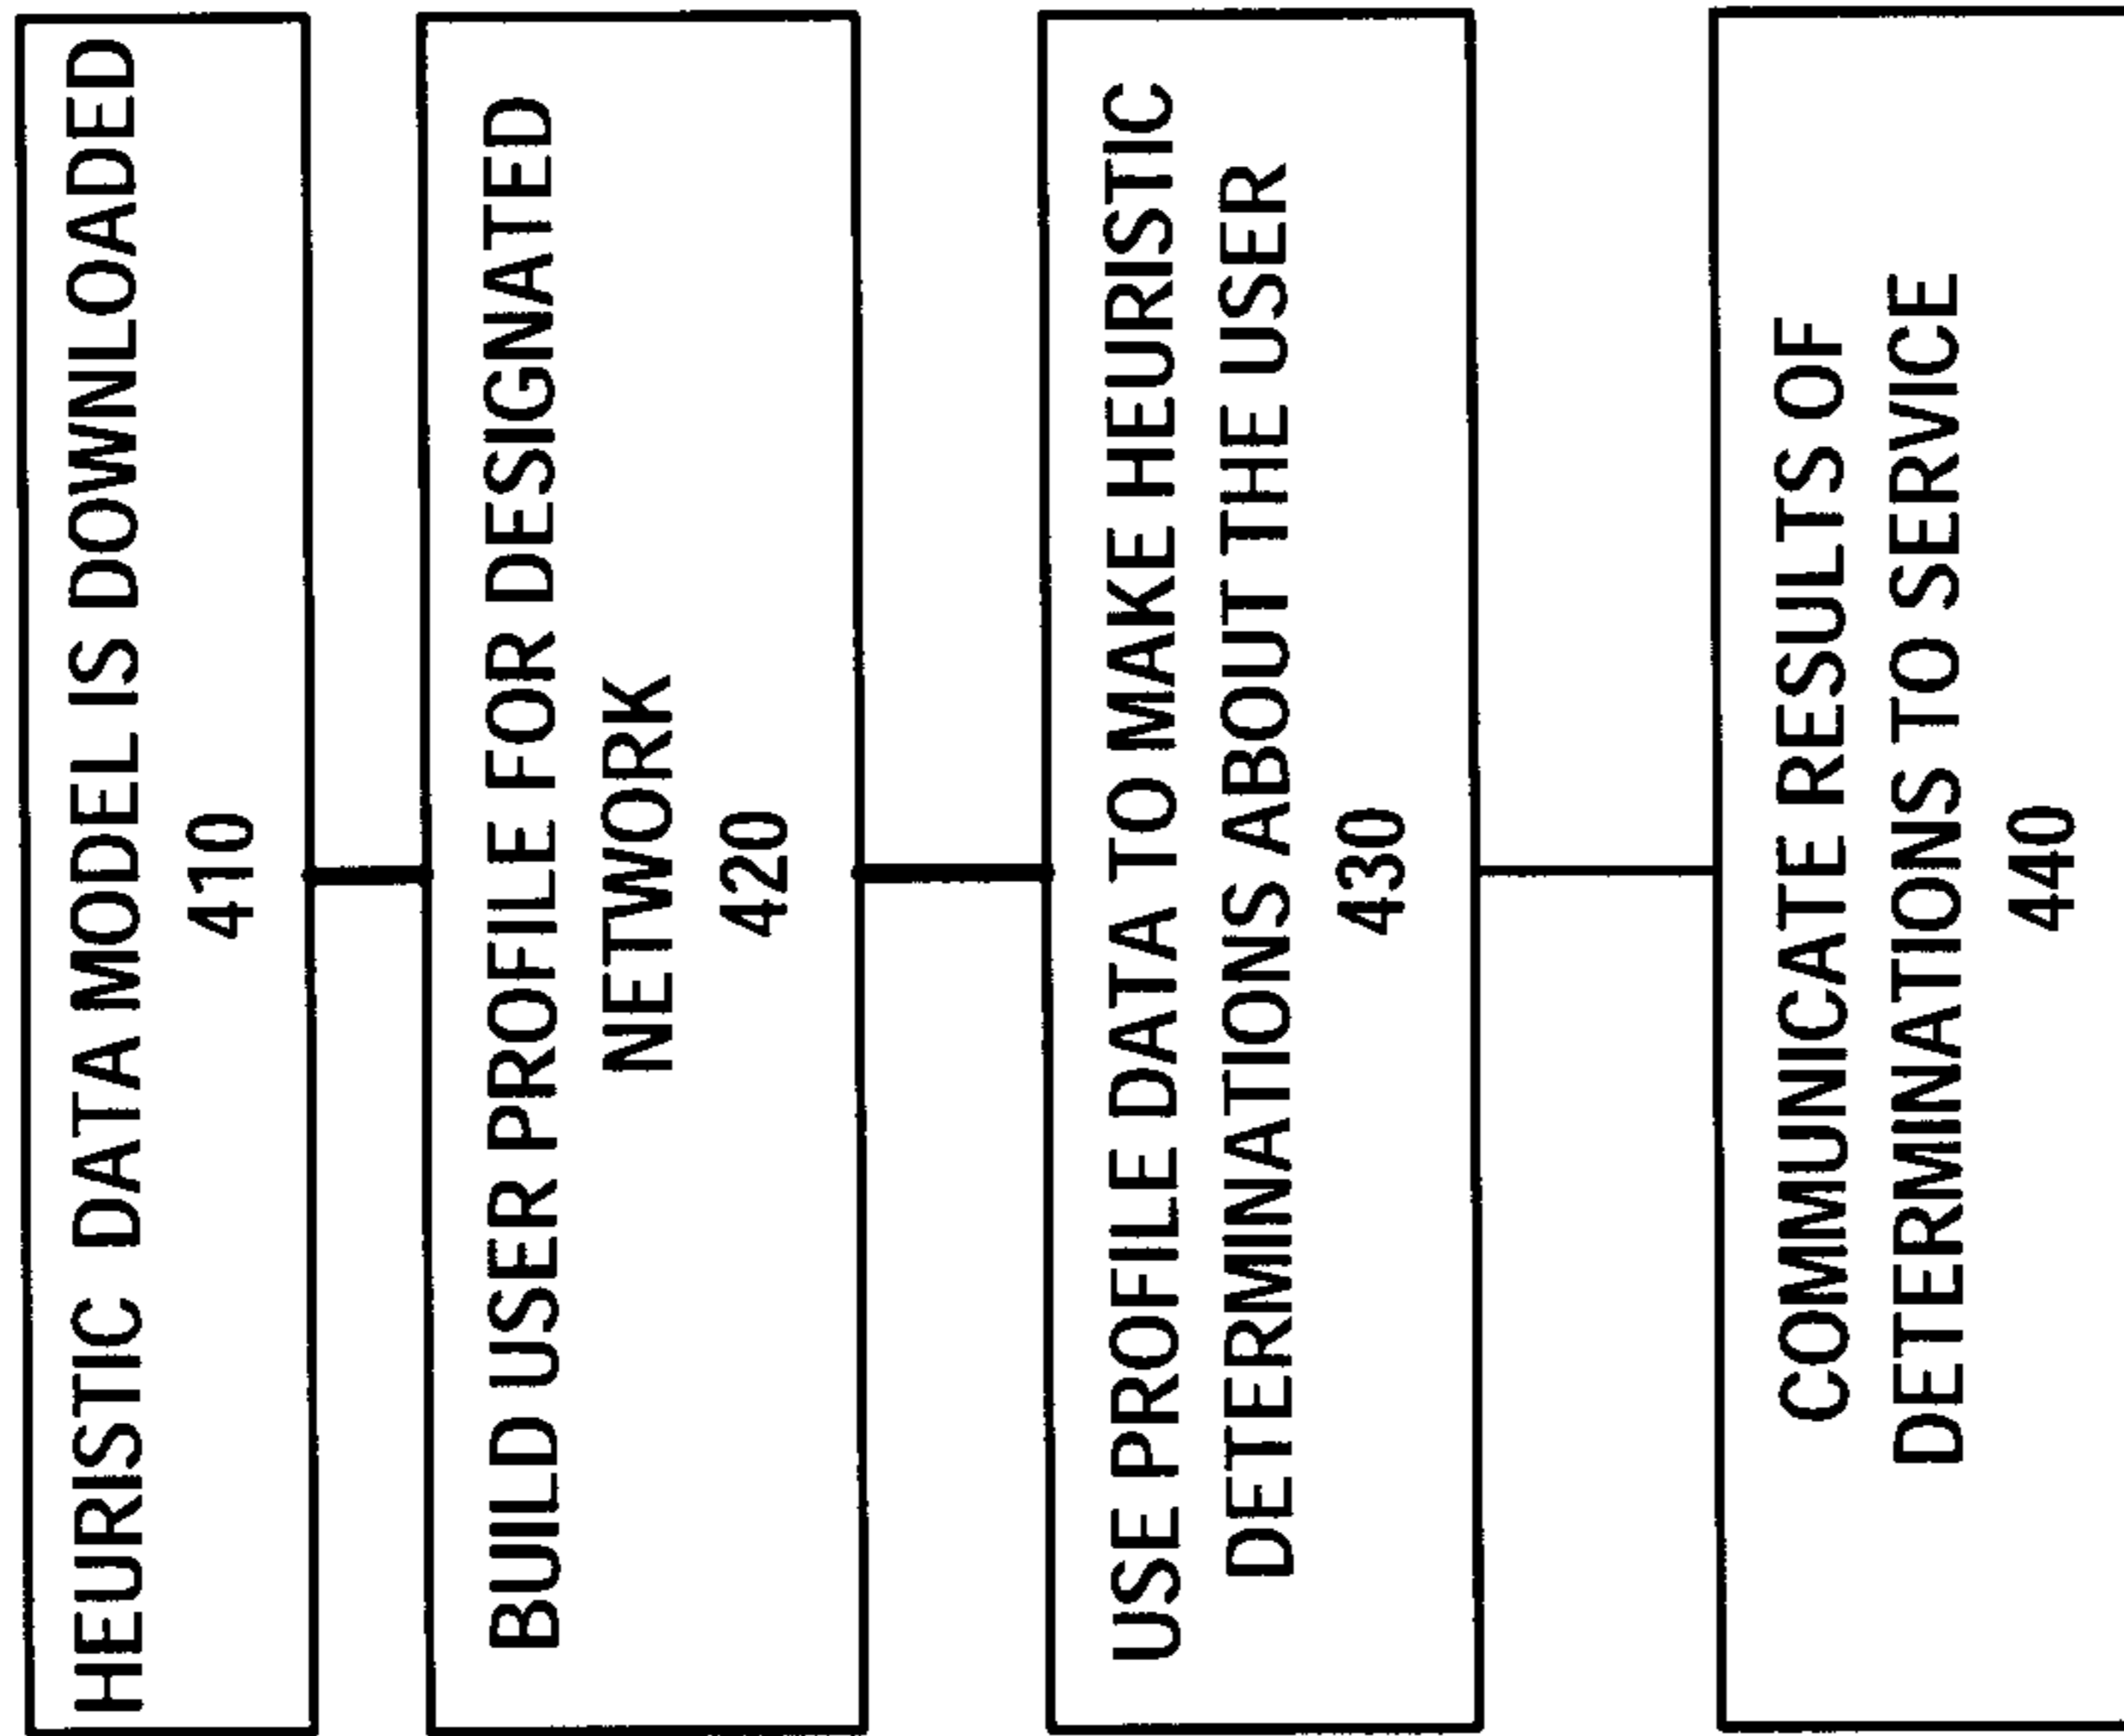 HEURISTIC DATA MODEL IS DOWNLOADED
410
BUILD USER PROFILE FOR DESIGNATED
NETWORK
420
USE PROFILE DATA TO MAKE HEURISTIC
DETERMINATIONS ABOUT THE USER
430
COMMUNICATE RESULTS OF
DETERMINATIONS TO SERVICE
440